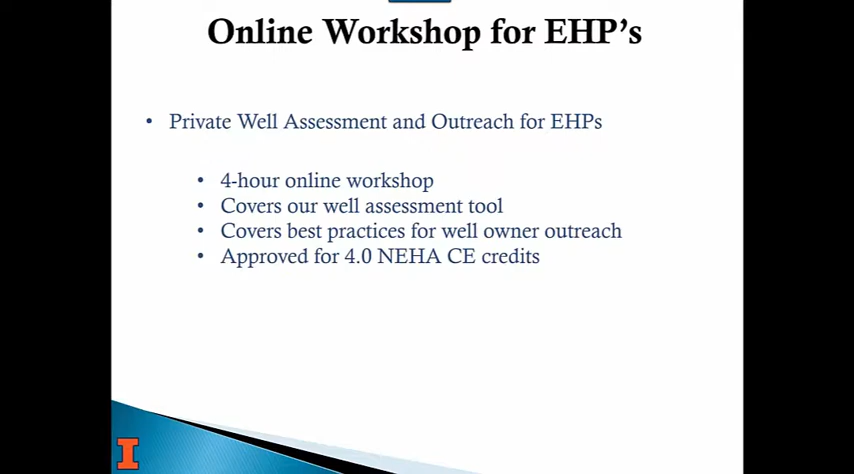 Online Workshop for EHP's
• Private Well Assessment and Outreach for EHPs
• 4-hour online workshop
• Covers our well assessment tool
• Covers best practices for well owner outreach
• Approved for 4.0 NEHA CE credits
I